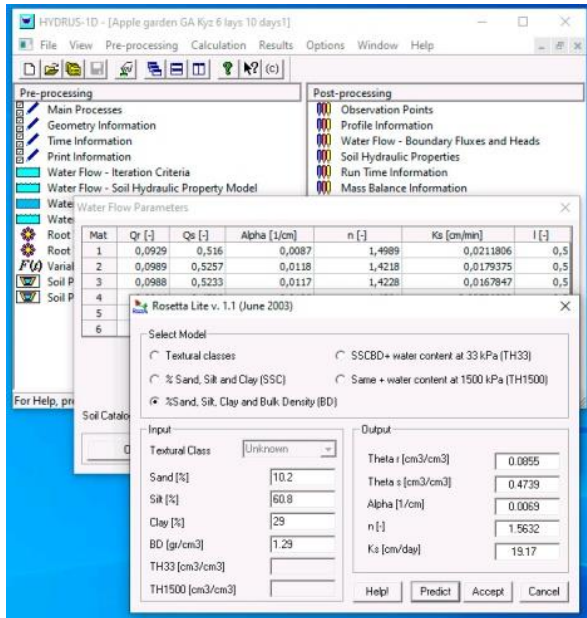 HYDRUS-1D - [Apple garden GA Kyz 6 lays 10 days1]
File View Pre-processing Calculation Results Options Window Help
Pre-processing
Main Processes
Geometry Information
Time Information
Print Information
Water Flow - Iteration Criteria
Water Flow - Soil Hydraulic Property Model
Wate
Wate
Root
Root
F(t) Varial
Soil P
Soil P
For Help, pr
Post-processing
Observation Points
Profile Information
Water Flow - Boundary Fluxes and Heads
Soil Hydraulic Properties
Run Time Information
Mass Balance Information
Water Flow Parameters
Mat Qr [-] Qs [-] Alpha [1/cm] n [-] Ks [cm/min] l [-]
1 0,0929 0,516 0,0087 1,4989 0,0211806 0,5
2 0,0989 0,5257 0,0118 1,4218 0,0179375 0,5
3 0,0988 0,5233 0,0117 1,4228 0,0167847 0,5
4
5
6
Soil Catalo
Rosetta Lite v. 1.1 (June 2003)
Select Model
Textural classes
% Sand, Silt and Clay (SSC)
%Sand, Silt, Clay and Bulk Density (BD)
SSCBD+ water content at 33 kPa (TH33)
Same + water content at 1500 kPa (TH1500)
Input
Textural Class Unknown
Sand [%] 10.2
Silt [%] 60.8
Clay [%] 29
BD [gr/cm3] 1.29
TH33 [cm3/cm3]
TH1500 [cm3/cm3]
Output
Theta r [cm3/cm3] 0.0855
Theta s [cm3/cm3] 0.4739
Alpha [1/cm] 0.0069
n [-] 1.5632
Ks [cm/day] 19.17
Help! Predict Accept Cancel